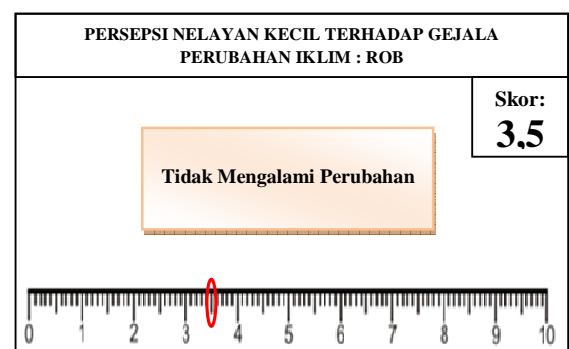 PERSEPSI NELAYAN KECIL TERHADAP GEJALA
PERUBAHAN IKLIM : ROB
Skor:
3,5
Tidak Mengalami Perubahan
0 1 2 3 4 5 6 7 8 9 10